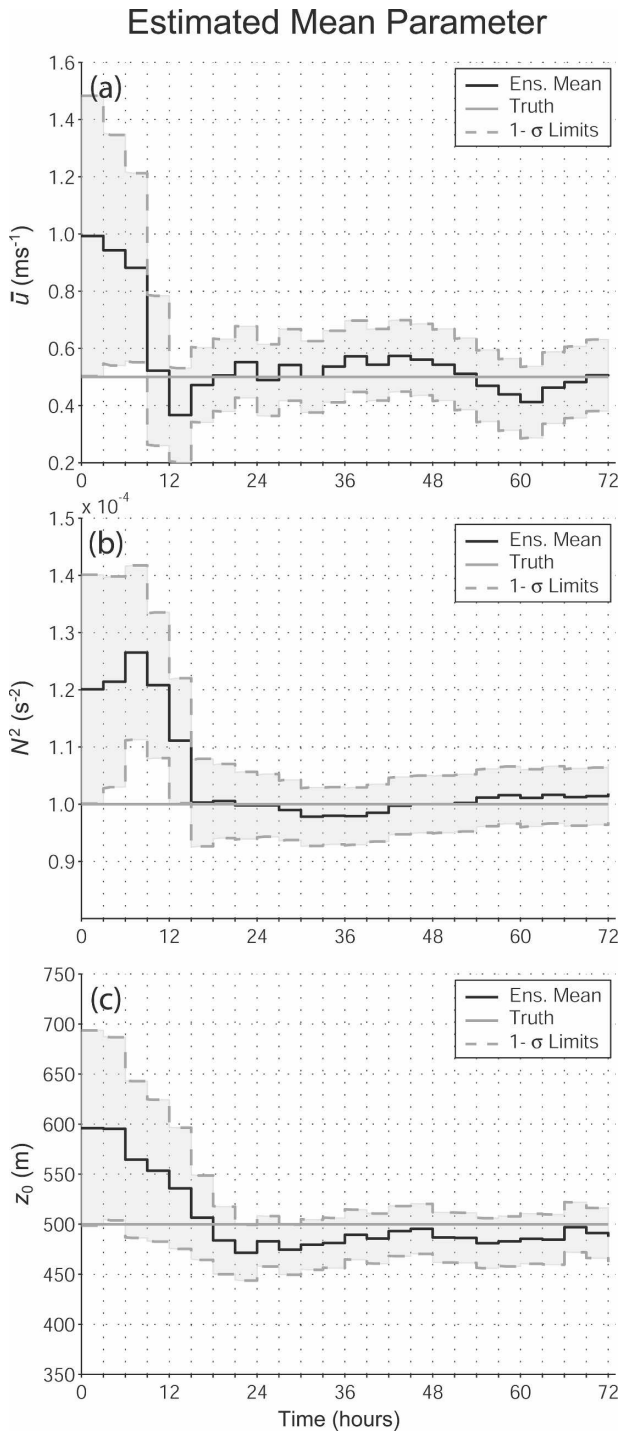 Estimated Mean Parameter
(a)
Ens. Mean
Truth
1- σ Limits
1.6
1.4
1.2
1.0
0.8
0.6
0.4
0.2
ū (ms⁻¹)
0 12 24 36 48 60 72
x 10⁻⁴
(b)
Ens. Mean
Truth
1- σ Limits
1.5
1.4
1.3
1.2
1.1
1.0
0.9
N² (s⁻²)
0 12 24 36 48 60 72
(c)
Ens. Mean
Truth
1- σ Limits
750
700
650
600
550
500
450
400
350
z₀ (m)
0 12 24 36 48 60 72
Time (hours)